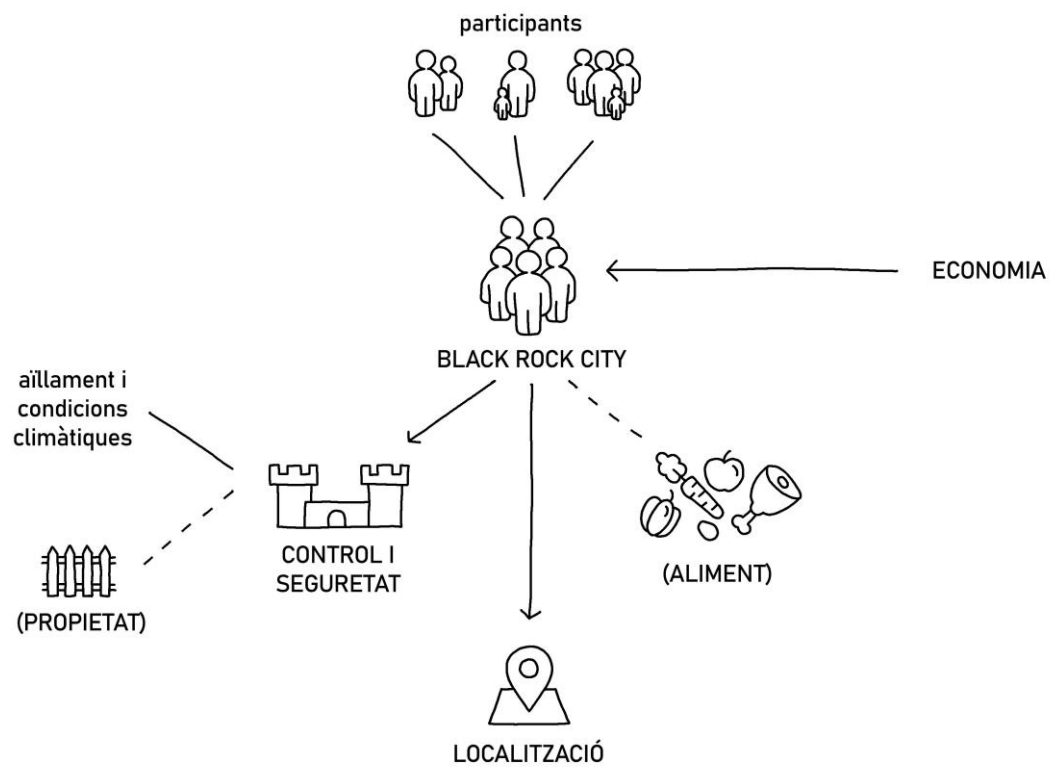 participants
ECONOMIA
BLACK ROCK CITY
aïllament i
condicions
climàtiques
CONTROL I
SEGURETAT
(ALIMENT)
(PROPIETAT)
LOCALITZACIÓ